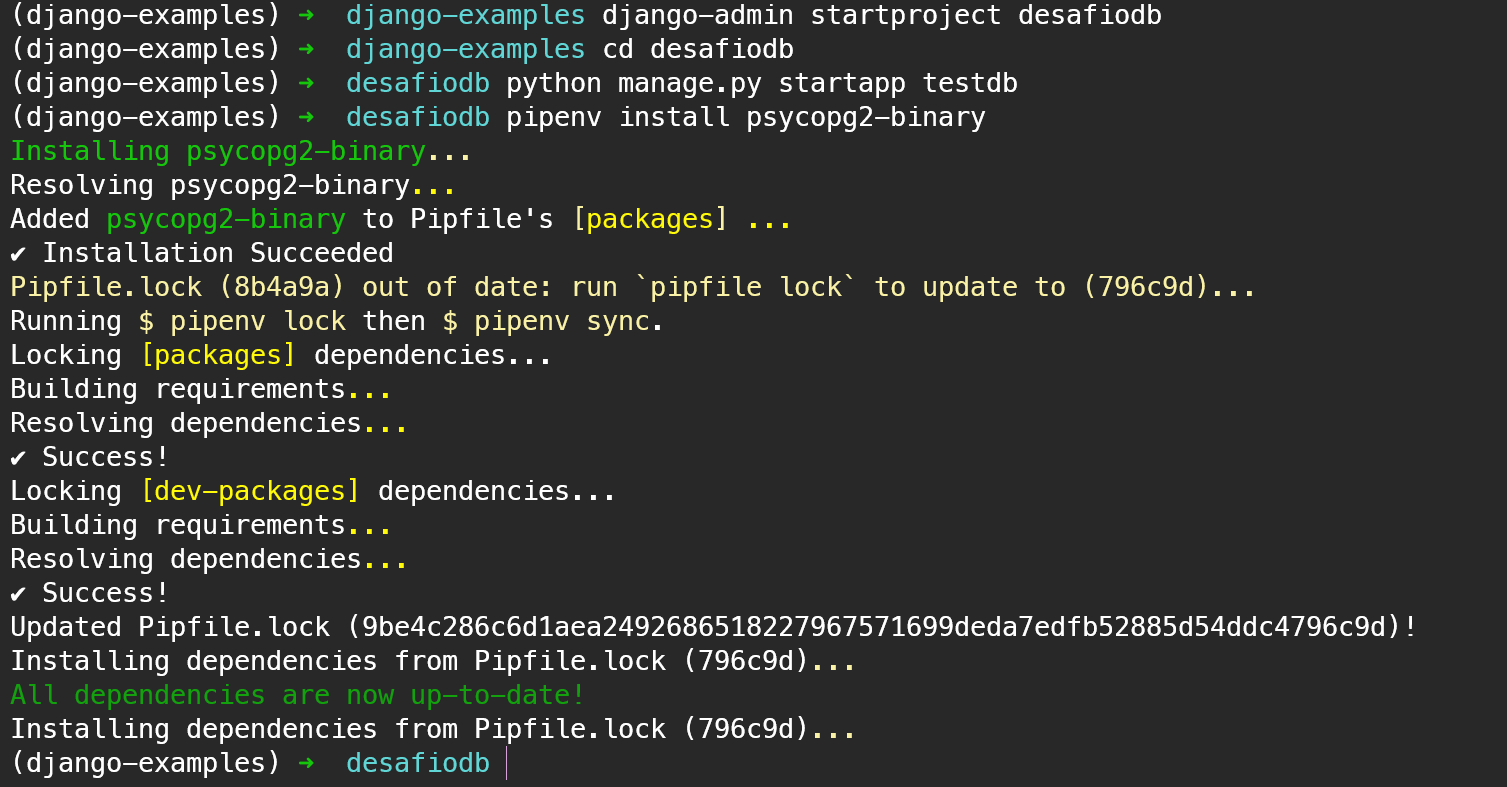 (django-examples) ➜  django-examples django-admin startproject desafiodb
(django-examples) ➜  django-examples cd desafiodb
(django-examples) ➜  desafiodb python manage.py startapp testdb
(django-examples) ➜  desafiodb pipenv install psycopg2-binary
Installing psycopg2-binary...
Resolving psycopg2-binary...
Added psycopg2-binary to Pipfile's [packages] ...
✔ Installation Succeeded
Pipfile.lock (8b4a9a) out of date: run `pipfile lock` to update to (796c9d)...
Running $ pipenv lock then $ pipenv sync.
Locking [packages] dependencies...
Building requirements...
Resolving dependencies...
✔ Success!
Locking [dev-packages] dependencies...
Building requirements...
Resolving dependencies...
✔ Success!
Updated Pipfile.lock (9be4c286c6d1aea2492686518227967571699deda7edfb52885d54ddc4796c9d)!
Installing dependencies from Pipfile.lock (796c9d)...
All dependencies are now up-to-date!
Installing dependencies from Pipfile.lock (796c9d)...
(django-examples) ➜  desafiodb